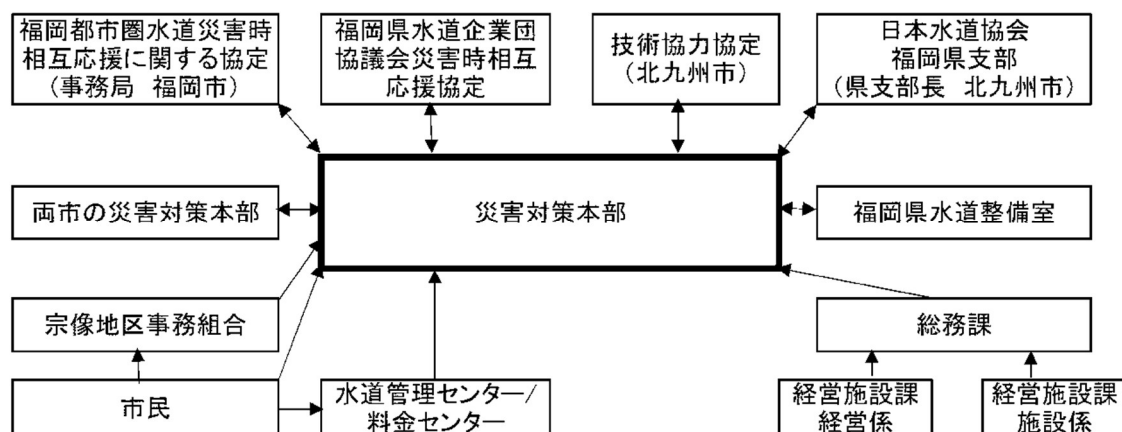 福岡都市圏水道災害時
相互応援に関する協定
(事務局 福岡市)
福岡県水道企業団
協議会災害時相互
応援協定
技術協力協定
(北九州市)
日本水道協会
福岡県支部
(県支部長 北九州市)
両市の災害対策本部
災害対策本部
福岡県水道整備室
宗像地区事務組合
総務課
市民
水道管理センター/
料金センター
経営施設課
経営係
経営施設課
施設係